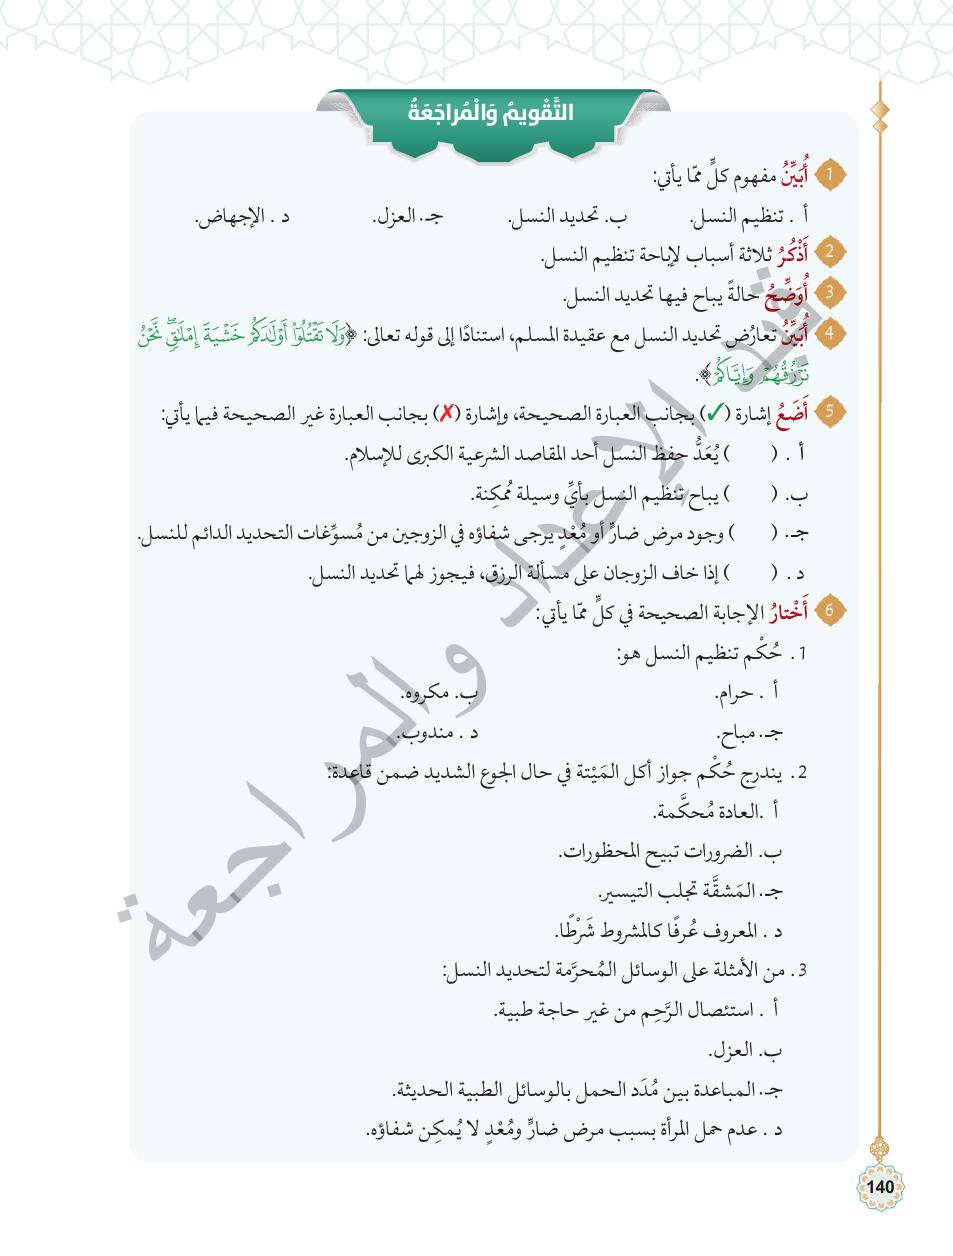 التَّقْويمُ وَالْمُراجَعَةُ
1 أُبَيِّنُ مفهوم كلٍّ ممّا يأتي:
أ . تنظيم النسل. ب. تحديد النسل. جـ. العزل. د . الإجهاض.
2 أَذْكُرُ ثلاثة أسباب لإباحة تنظيم النسل.
3 أُوَضِّحُ حالةً يباح فيها تحديد النسل.
4 أُبَيِّنُ تعارُض تحديد النسل مع عقيدة المسلم، استنادًا إلى قوله تعالى: ﴿وَلَا تَقْتُلُوٓا۟ أَوْلَٰدَكُمْ خَشْيَةَ إِمْلَٰقٍۢ ۖ نَّحْنُ
نَرْزُقُهُمْ وَإِيَّاكُمْ﴾.
5 أَضَعُ إشارة (✓) بجانب العبارة الصحيحة، وإشارة (✗) بجانب العبارة غير الصحيحة فيما يأتي:
أ . ( ) يُعَدُّ حفظ النسل أحد المقاصد الشرعية الكبرى للإسلام.
ب. ( ) يباح تنظيم النسل بأيِّ وسيلة مُمكِنة.
جـ. ( ) وجود مرض ضارٍّ أو مُعْدٍ يرجى شفاؤه في الزوجين من مُسوِّغات التحديد الدائم للنسل.
د . ( ) إذا خاف الزوجان على مسألة الرزق، فيجوز لهما تحديد النسل.
6 أَخْتارُ الإجابة الصحيحة في كلٍّ ممّا يأتي:
1. حُكْم تنظيم النسل هو:
أ . حرام. ب. مكروه.
جـ. مباح. د . مندوب.
2. يندرج حُكْم جواز أكل المَيْتة في حال الجوع الشديد ضمن قاعدة:
أ .العادة مُحكَّمة.
ب. الضرورات تبيح المحظورات.
جـ. المَشقَّة تجلب التيسير.
د . المعروف عُرفًا كالمشروط شَرْطًا.
3. من الأمثلة على الوسائل المُحرَّمة لتحديد النسل:
أ . استئصال الرَّحِم من غير حاجة طبية.
ب. العزل.
جـ. المباعدة بين مُدَد الحمل بالوسائل الطبية الحديثة.
د . عدم حمل المرأة بسبب مرض ضارٍّ ومُعْدٍ لا يُمكِن شفاؤه.
قيد الإعداد والمراجعة
140